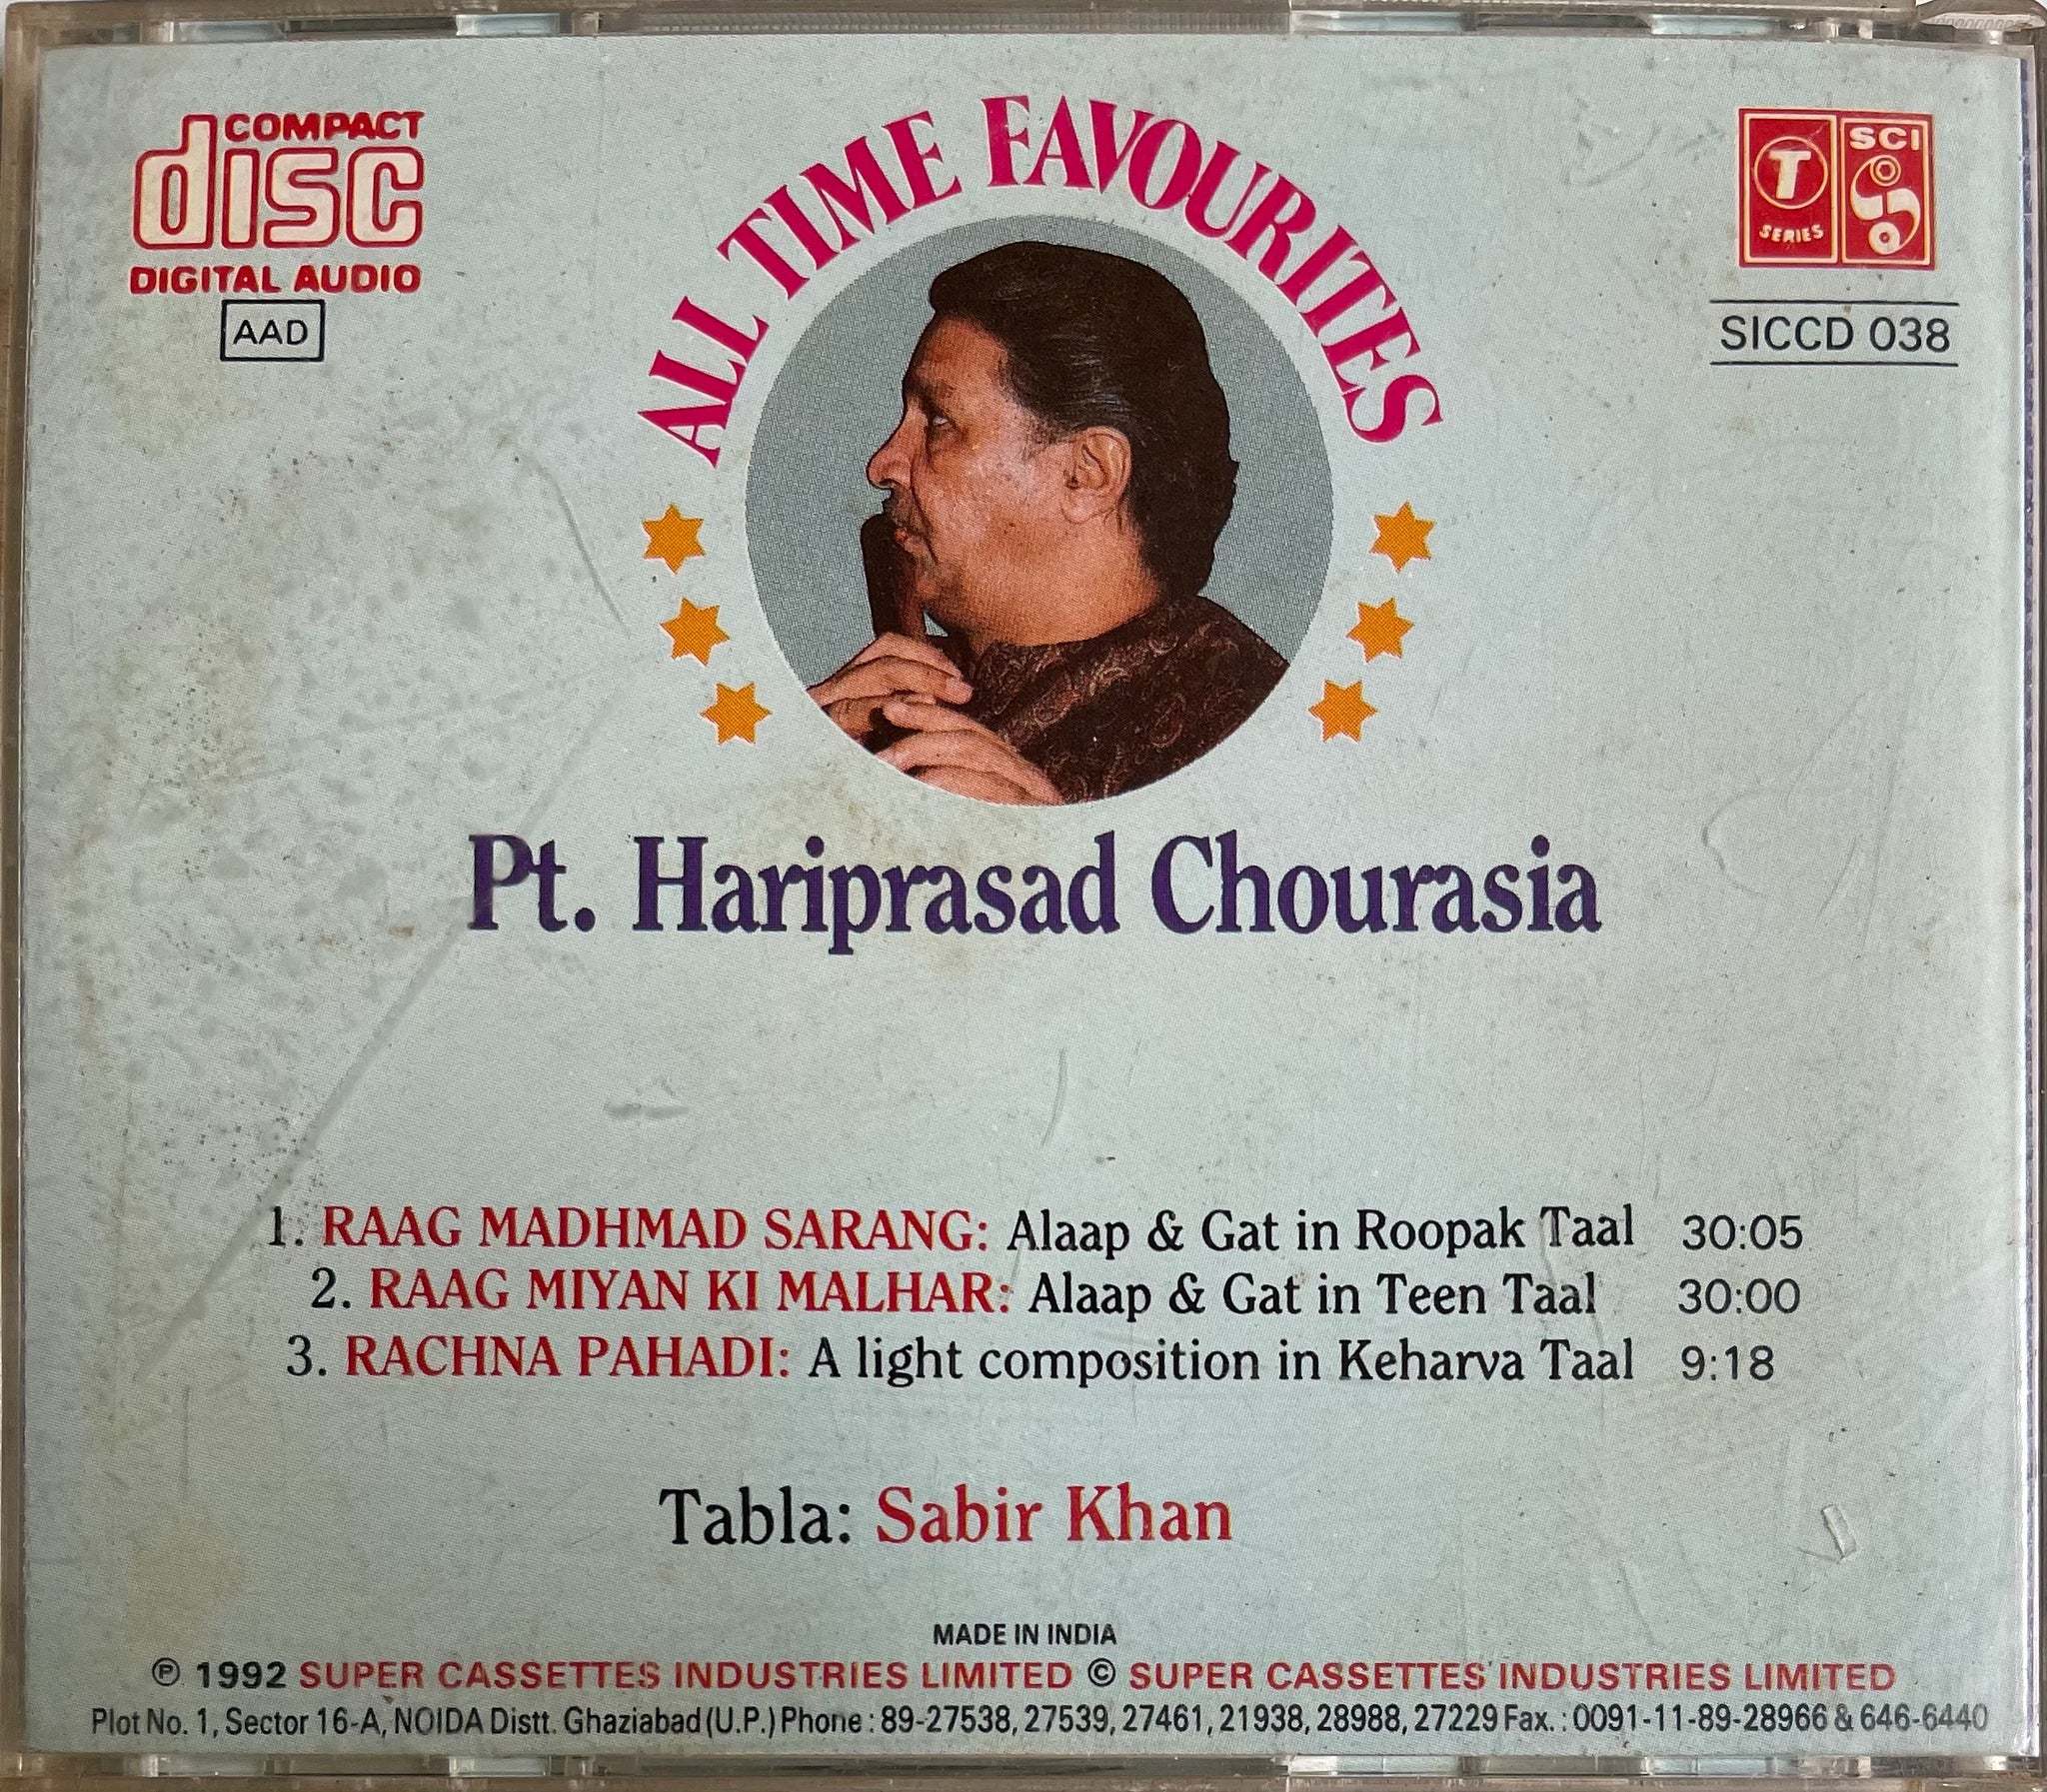 COMPACT
disc
DIGITAL AUDIO
AAD
ALL TIME FAVOURITES
T
SERIES
SCI
SICCD 038
Pt. Hariprasad Chourasia
1. RAAG MADHMAD SARANG: Alaap & Gat in Roopak Taal 30:05
2. RAAG MIYAN KI MALHAR: Alaap & Gat in Teen Taal 30:00
3. RACHNA PAHADI: A light composition in Keharva Taal 9:18
Tabla: Sabir Khan
MADE IN INDIA
℗ 1992 SUPER CASSETTES INDUSTRIES LIMITED © SUPER CASSETTES INDUSTRIES LIMITED
Plot No. 1, Sector 16-A, NOIDA Distt. Ghaziabad (U.P.) Phone : 89-27538, 27539, 27461, 21938, 28988, 27229 Fax. : 0091-11-89-28966 & 646-6440